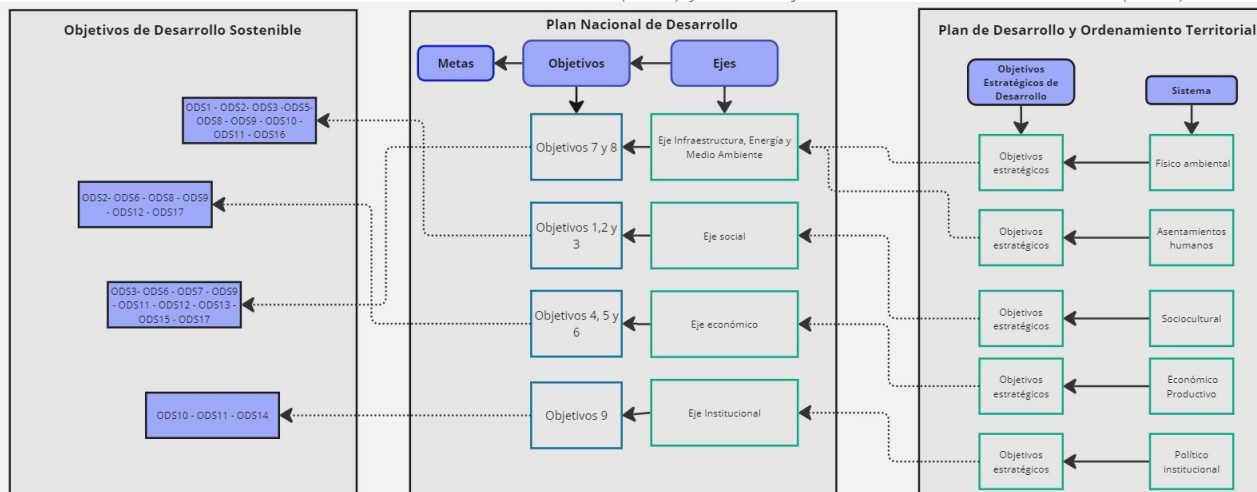 Objetivos de Desarrollo Sostenible
ODS1 - ODS2- ODS3 -ODS5-
ODS8 - ODS9 - ODS10 -
ODS11 - ODS16
ODS2- ODS6 - ODS8 - ODS9
- ODS12 - ODS17
ODS3- ODS6 - ODS7 - ODS9
- ODS11 - ODS12 - ODS13 -
ODS15 - ODS17
ODS10 - ODS11 - ODS14
Plan Nacional de Desarrollo
Metas
Objetivos
Ejes
Objetivos 7 y 8
Eje Infraestructura, Energía y
Medio Ambiente
Objetivos 1,2 y
3
Eje social
Objetivos 4, 5 y
6
Eje económico
Objetivos 9
Eje Institucional
Plan de Desarrollo y Ordenamiento Territorial
Objetivos
Estratégicos de
Desarrollo
Sistema
Objetivos
estratégicos
Físico ambiental
Objetivos
estratégicos
Asentamientos
humanos
Objetivos
estratégicos
Sociocultural
Objetivos
estratégicos
Económico
Productivo
Objetivos
estratégicos
Político
institucional